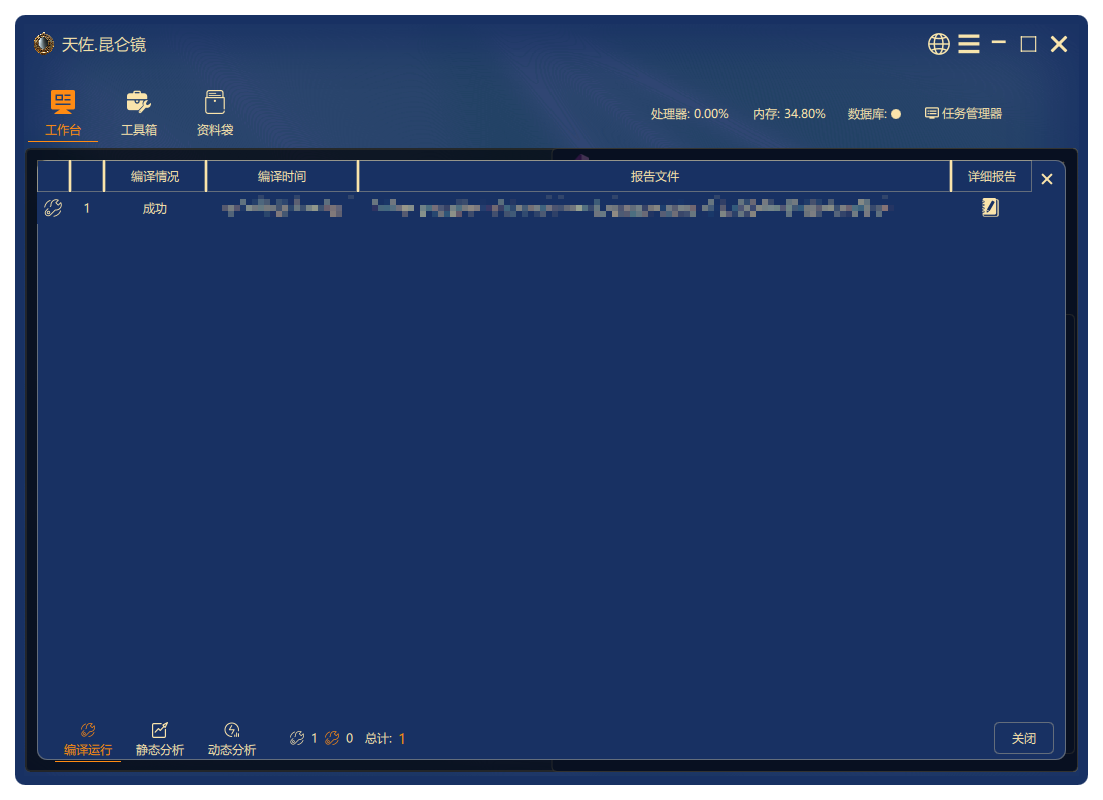 天佐.昆仑镜
工作台 工具箱 资料袋 处理器: 0.00% 内存: 34.80% 数据库: 任务管理器
编译情况 编译时间 报告文件 详细报告
1 成功
编译运行 静态分析 动态分析 1 0 总计: 1 关闭